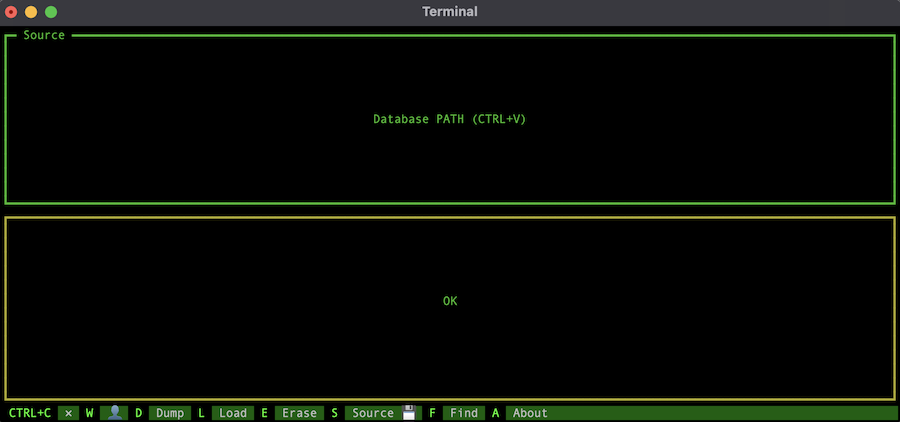 Terminal
Source
Database PATH (CTRL+V)
OK
CTRL+C × W 👤 D Dump L Load E Erase S Source 💾 F Find A About